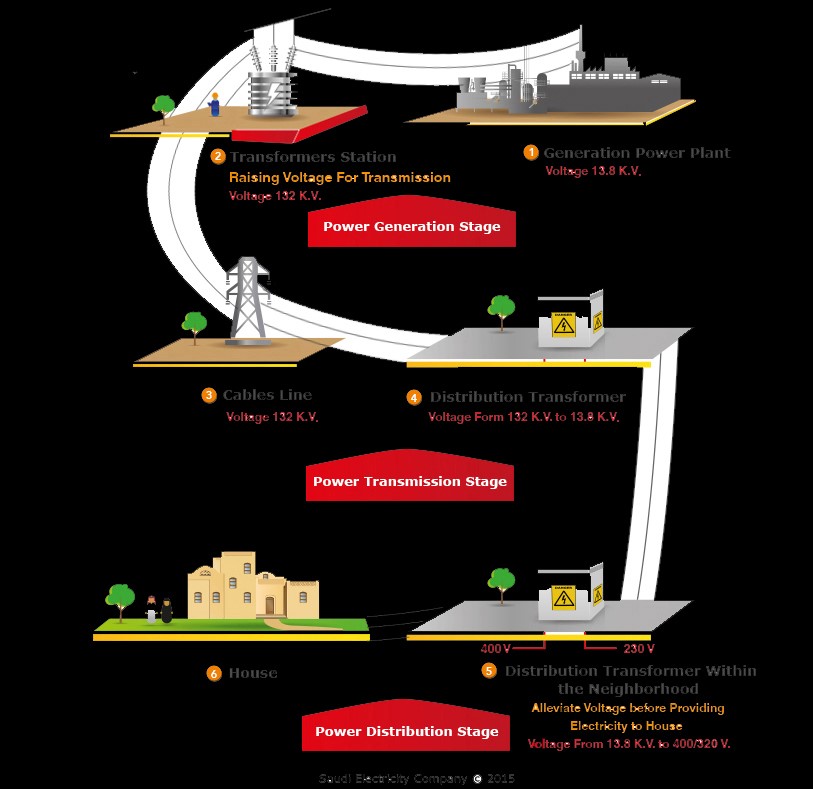 1 Generation Power Plant
Voltage 13.8 K.V.
2 Transformers Station
Raising Voltage For Transmission
Voltage 132 K.V.
Power Generation Stage
3 Cables Line
Voltage 132 K.V.
DANGER
4 Distribution Transformer
Voltage Form 132 K.V. to 13.8 K.V.
Power Transmission Stage
DANGER
400 V
230 V
5 Distribution Transformer Within
the Neighborhood
Alleviate Voltage before Providing
Electricity to House
Voltage From 13.8 K.V. to 400/320 V.
6 House
Power Distribution Stage
Saudi Electricity Company © 2015